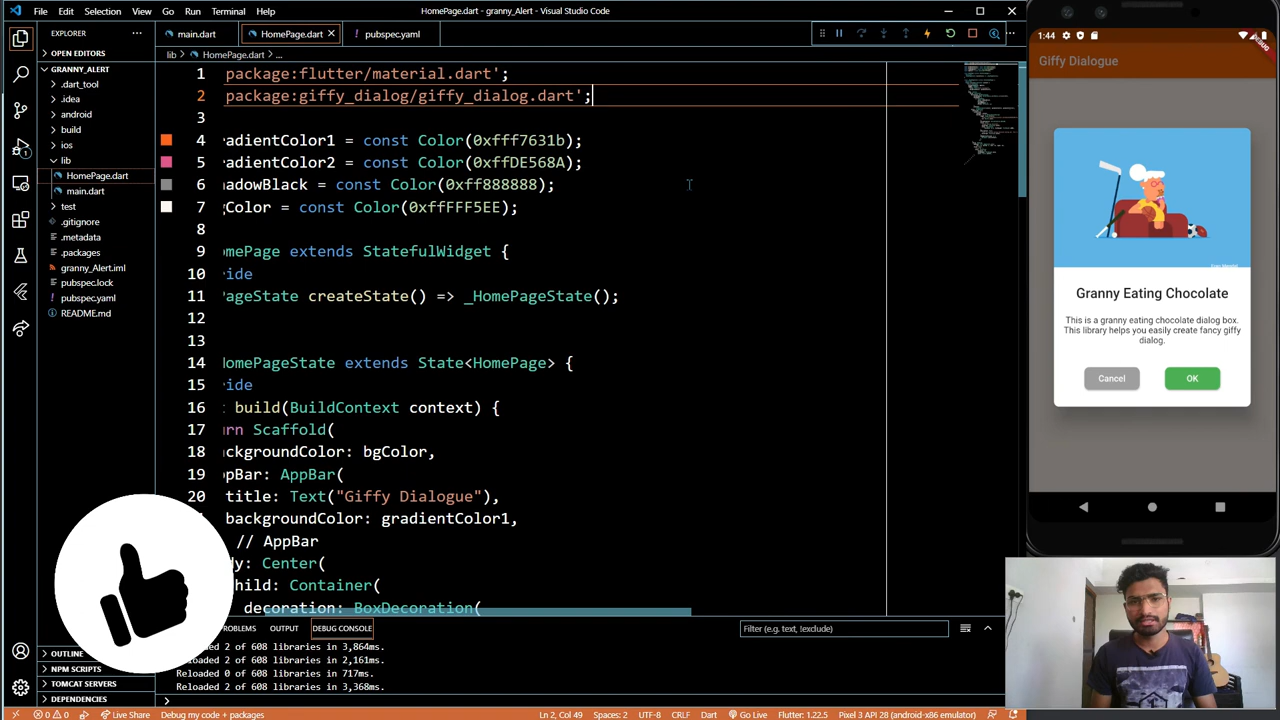 File Edit Selection View Go Run Terminal Help
HomePage.dart - granny_Alert - Visual Studio Code
EXPLORER
OPEN EDITORS
GRANNY_ALERT
.dart_tool
.idea
android
build
ios
lib
HomePage.dart
main.dart
test
.gitignore
.metadata
.packages
granny_Alert.iml
pubspec.lock
pubspec.yaml
README.md
OUTLINE
NPM SCRIPTS
TOMCAT SERVERS
DEPENDENCIES
main.dart HomePage.dart pubspec.yaml
lib > HomePage.dart > ...
1 package:flutter/material.dart';
2 package:giffy_dialog/giffy_dialog.dart';
3
4 adientColor1 = const Color(0xfff7631b);
5 adientColor2 = const Color(0xffDE568A);
6 adowBlack = const Color(0xff888888);
7 gColor = const Color(0xffFFF5EE);
8
9 omePage extends StatefulWidget {
10 ide
11 ageState createState() => _HomePageState();
12
13
14 HomePageState extends State<HomePage> {
15 ide
16 t build(BuildContext context) {
17 rn Scaffold(
18 ackgroundColor: bgColor,
19 ppBar: AppBar(
20 title: Text("Giffy Dialogue"),
backgroundColor: gradientColor1,
// AppBar
dy: Center(
hild: Container(
decoration: BoxDecoration(
ROBLEMS OUTPUT DEBUG CONSOLE
Filter (e.g. text, !exclude)
Reloaded 2 of 608 libraries in 3,864ms.
Reloaded 2 of 608 libraries in 2,161ms.
Reloaded 0 of 608 libraries in 717ms.
Reloaded 2 of 608 libraries in 3,368ms.
0 0 Live Share Debug my code + packages
Ln 2, Col 49 Spaces: 2 UTF-8 CRLF Dart Go Live Flutter: 1.22.5 Pixel 3 API 28 (android-x86 emulator)
1:44
Giffy Dialogue
Granny Eating Chocolate
This is a granny eating chocolate dialog box.
This library helps you easily create fancy giffy
dialog.
Cancel OK